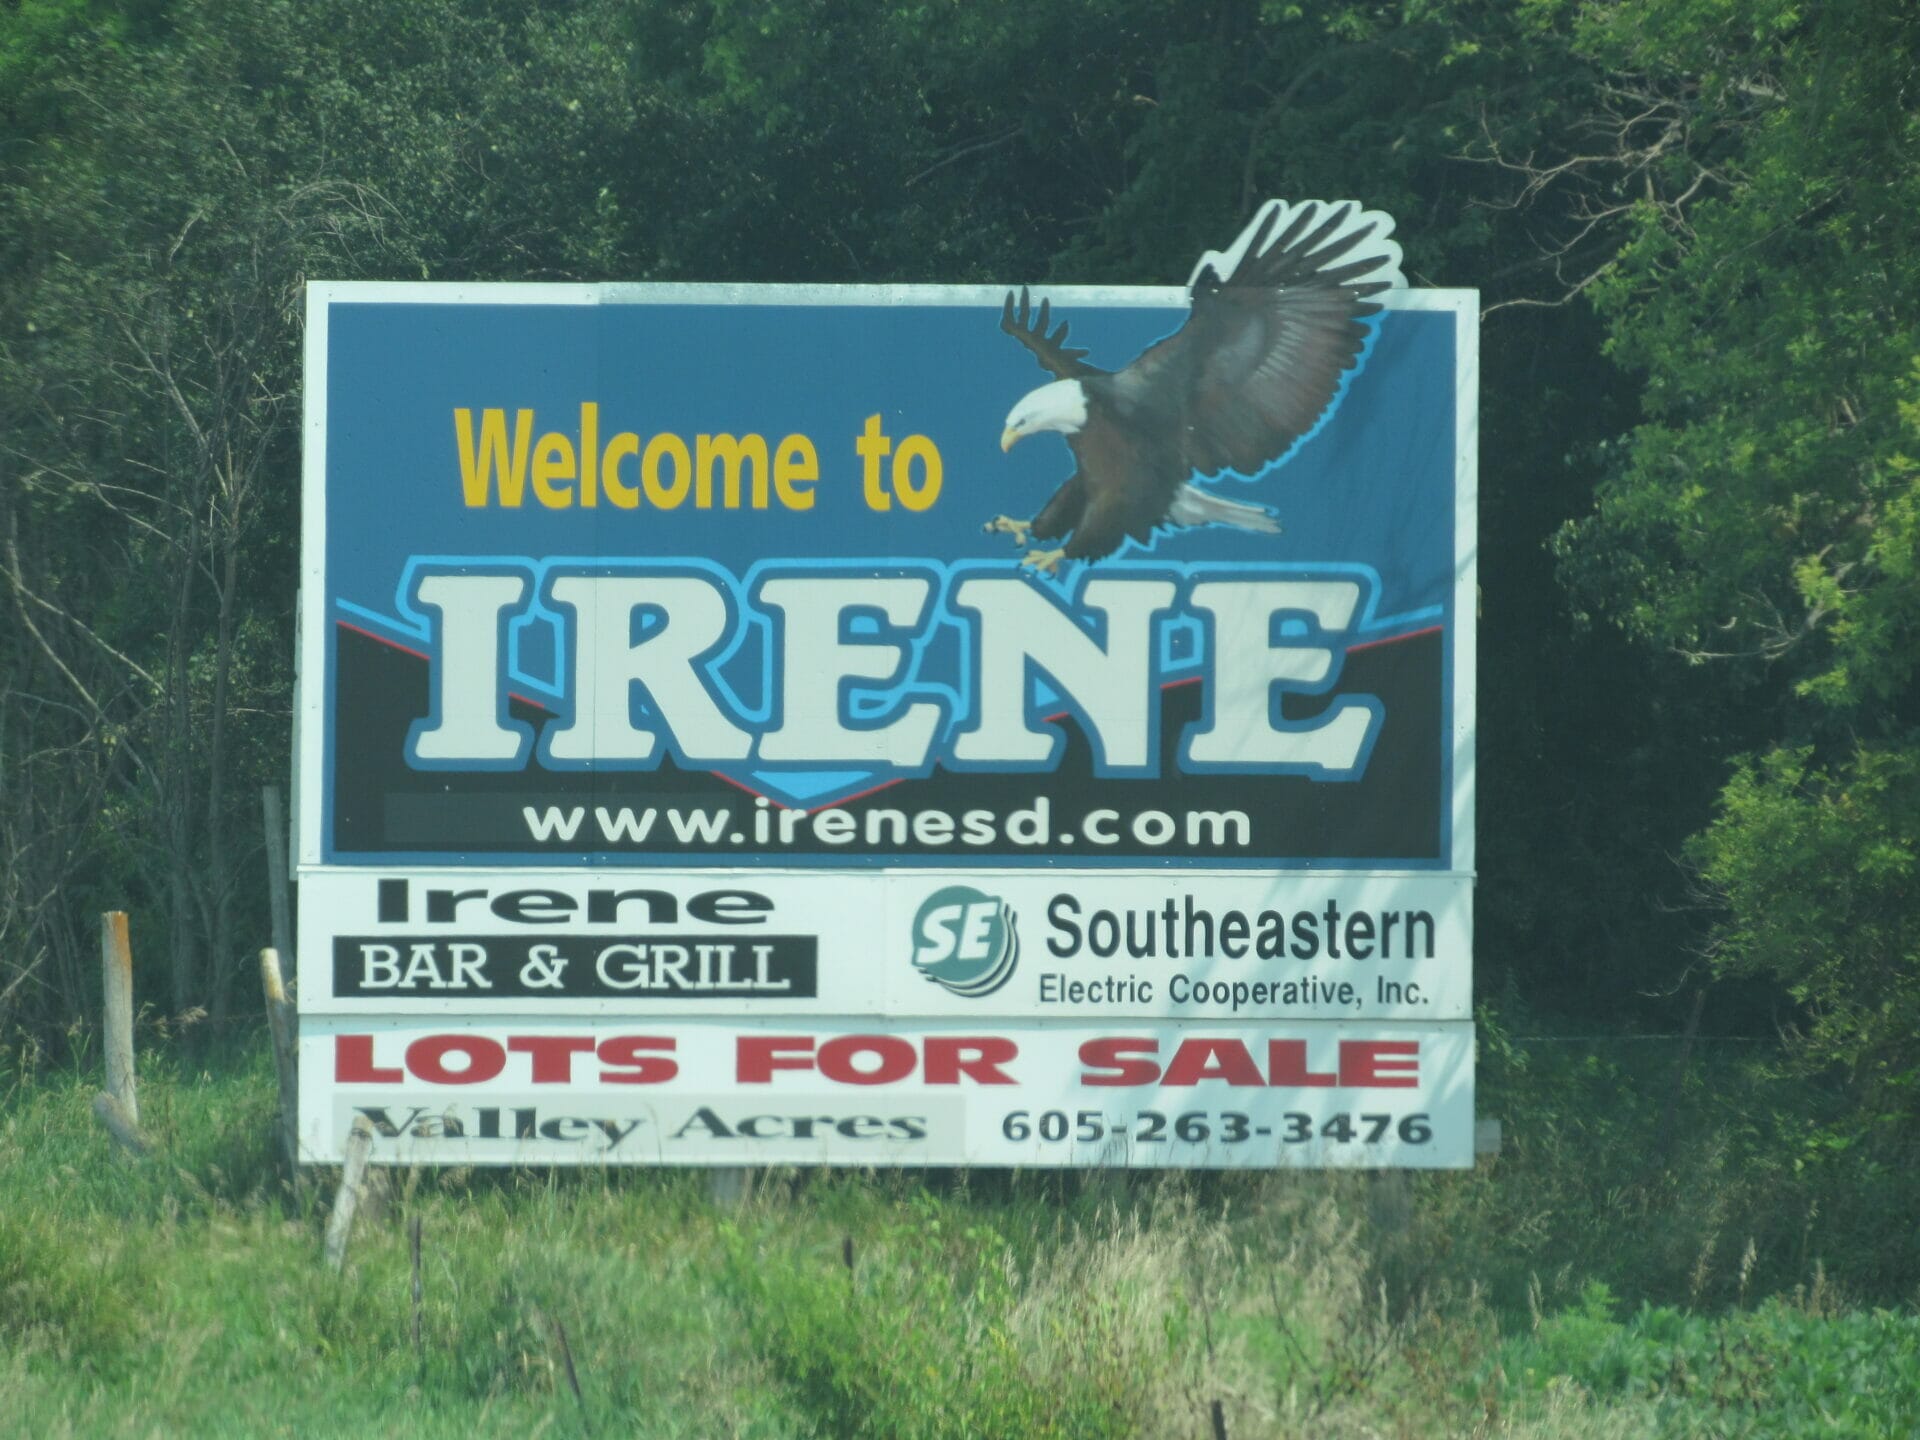 Welcome to
IRENE
www.irenesd.com
Irene
BAR & GRILL
SE Southeastern
Electric Cooperative, Inc.
LOTS FOR SALE
Valley Acres 605-263-3476